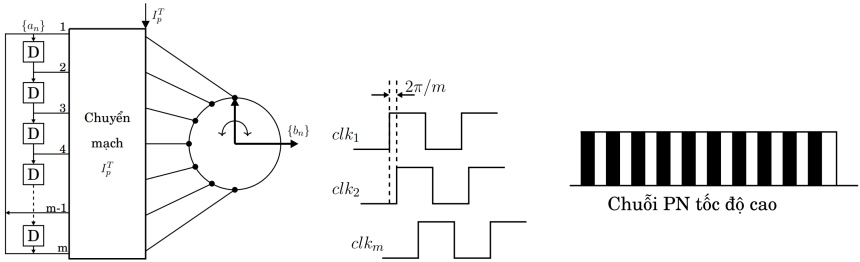 {a_n}
I_p^T
1
D
2
D
3
D
4
D
m-1
D
m
Chuyển
mạch
I_p^T
{b_n}
2π/m
clk_1
clk_2
clk_m
Chuỗi PN tốc độ cao